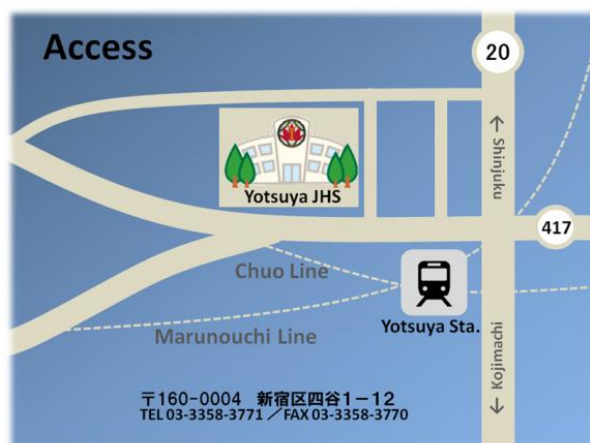 Access
20
← Shinjuku
Yotsuya JHS
417
Chuo Line
Yotsuya Sta.
Marunouchi Line
← Kojimachi
〒160-0004 新宿区四谷1－12
TEL 03-3358-3771 ／FAX 03-3358-3770